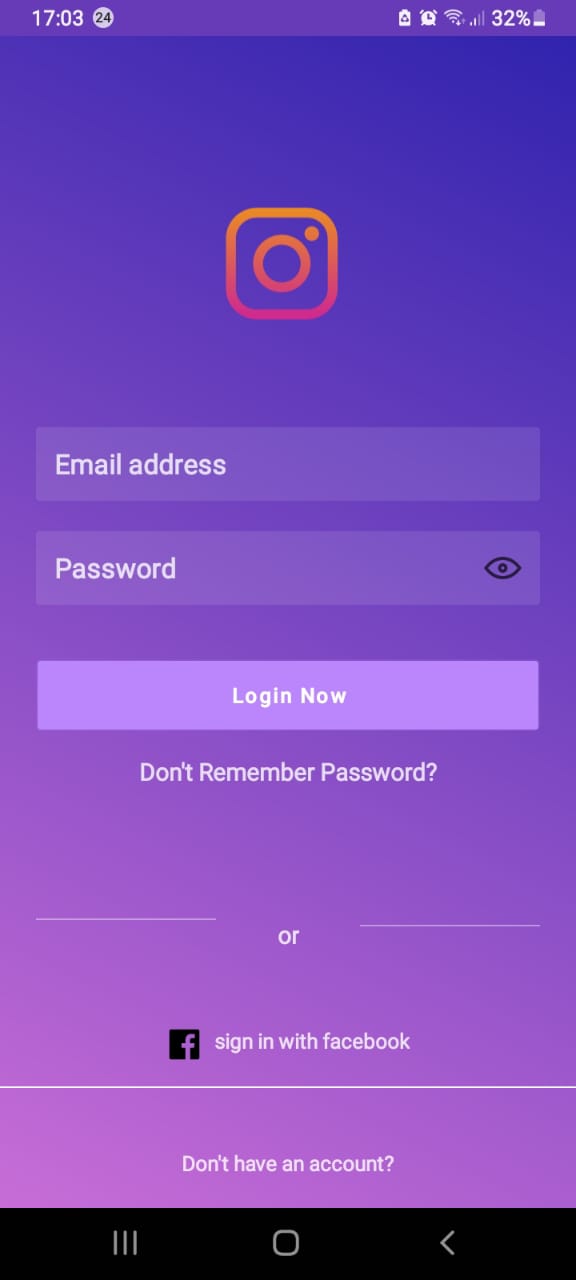 17:03 24 32%
Email address
Password
Login Now
Don't Remember Password?
or
sign in with facebook
Don't have an account?